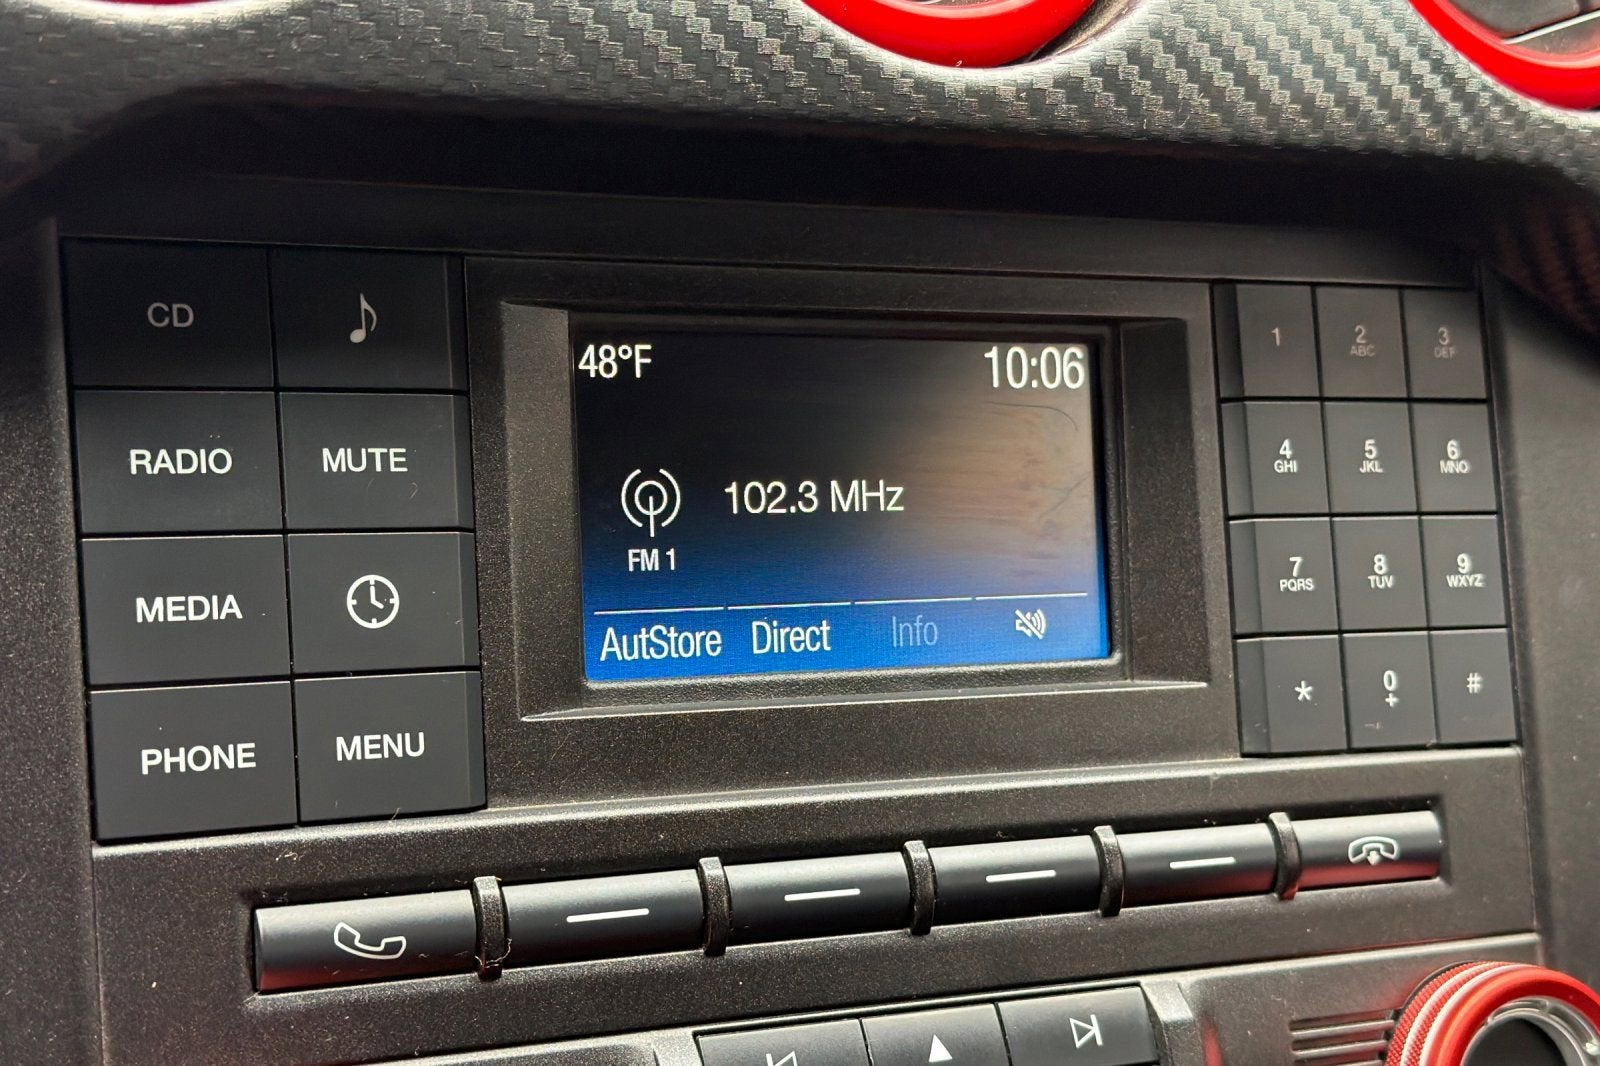 CD
RADIO
MUTE
MEDIA
PHONE
MENU
48°F
10:06
102.3 MHz
FM 1
AutStore
Direct
Info
1
2
ABC
3
DEF
4
GHI
5
JKL
6
MNO
7
PQRS
8
TUV
9
WXYZ
*
0
+
#